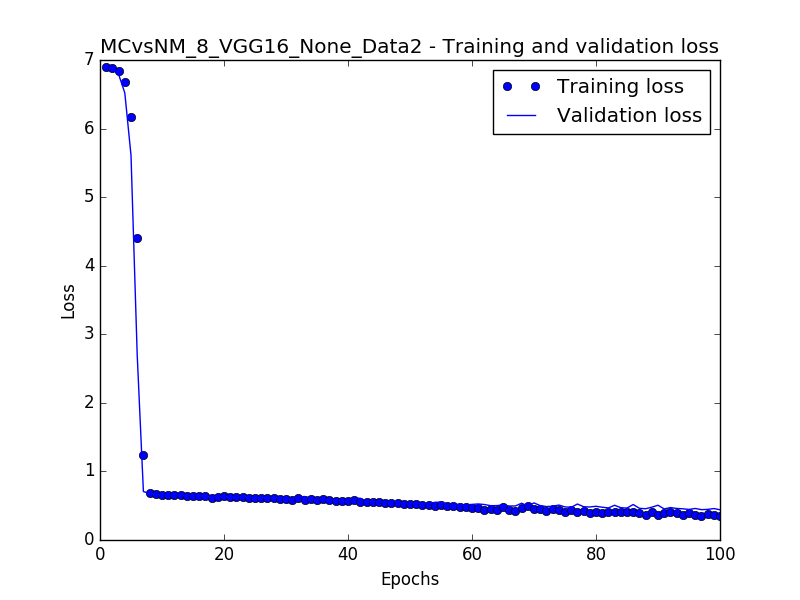 MCvsNM_8_VGG16_None_Data2 - Training and validation loss
Training loss
Validation loss
7
6
5
4
3
2
1
0
Loss
0 20 40 60 80 100
Epochs